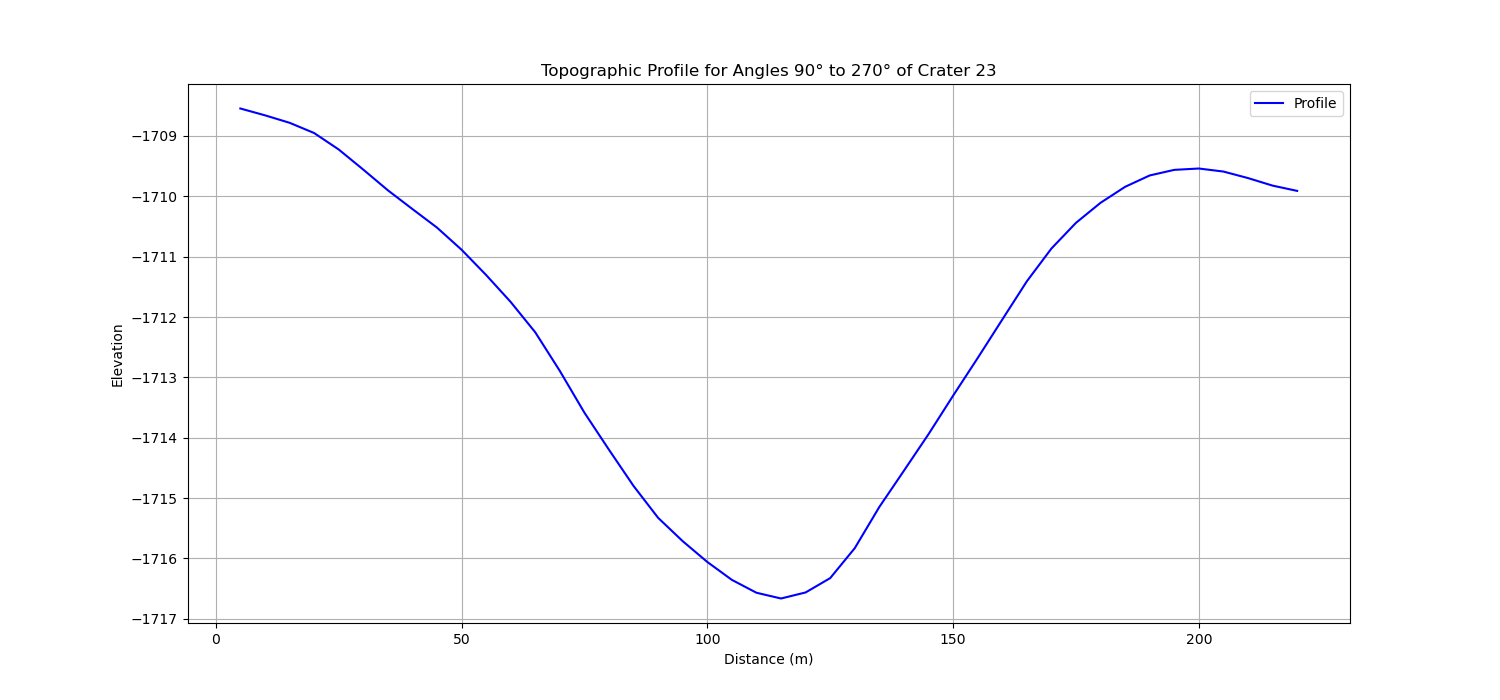 Topographic Profile for Angles 90° to 270° of Crater 23
Profile
−1709
−1710
−1711
−1712
−1713
−1714
−1715
−1716
−1717
Elevation
0 50 100 150 200
Distance (m)